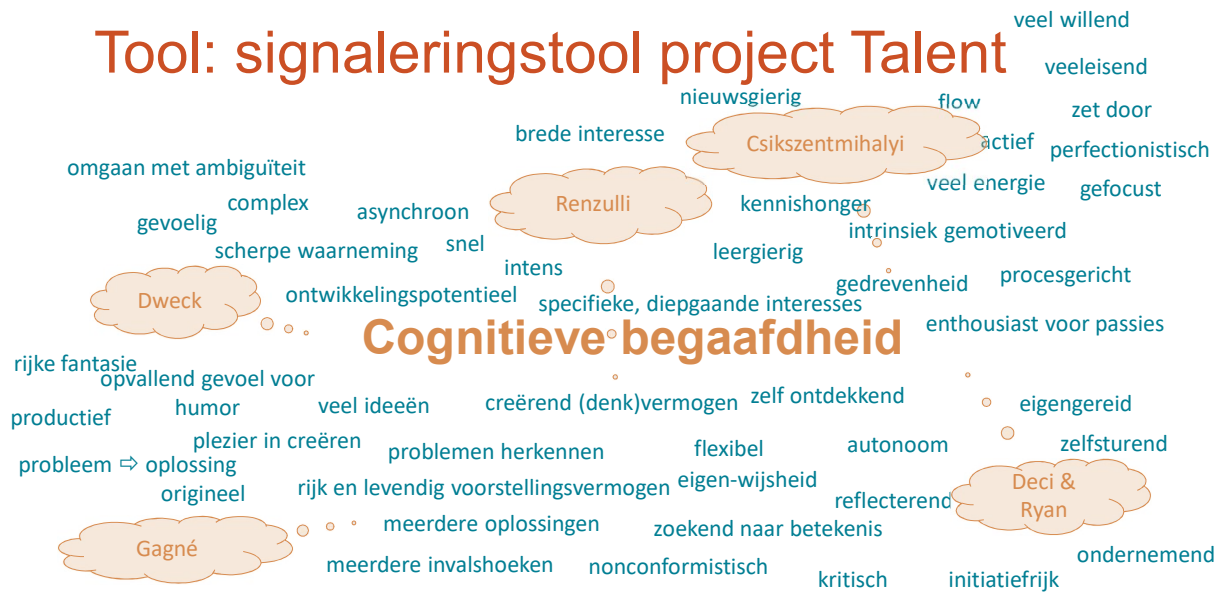 veel willend
Tool: signaleringstool project Talent
veeleisend
nieuwsgierig
flow
zet door
brede interesse
Csikszentmihalyi
actief
perfectionistisch
omgaan met ambiguïteit
veel energie
gefocust
complex
asynchroon
Renzulli
kennishonger
gevoelig
intrinsiek gemotiveerd
scherpe waarneming
snel
leergierig
intens
procesgericht
gedrevenheid
Dweck
ontwikkelingspotentieel
specifieke, diepgaande interesses
enthousiast voor passies
Cognitieve begaafdheid
rijke fantasie
opvallend gevoel voor
humor
productief
veel ideeën
creërend (denk)vermogen
zelf ontdekkend
eigengereid
plezier in creëren
problemen herkennen
flexibel
autonoom
zelfsturend
probleem ⇨ oplossing
origineel
rijk en levendig voorstellingsvermogen
eigen-wijsheid
reflecterend
Deci &
Ryan
Gagné
meerdere oplossingen
zoekend naar betekenis
ondernemend
meerdere invalshoeken
nonconformistisch
kritisch
initiatiefrijk